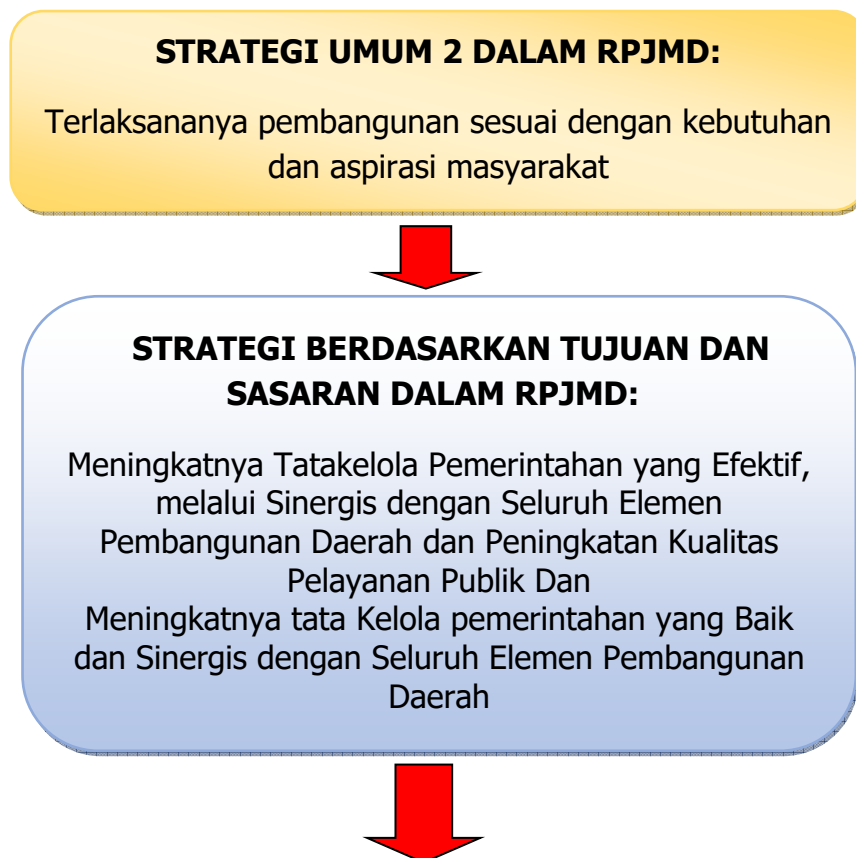 STRATEGI UMUM 2 DALAM RPJMD:
Terlaksananya pembangunan sesuai dengan kebutuhan
dan aspirasi masyarakat
STRATEGI BERDASARKAN TUJUAN DAN
SASARAN DALAM RPJMD:
Meningkatnya Tatakelola Pemerintahan yang Efektif,
melalui Sinergis dengan Seluruh Elemen
Pembangunan Daerah dan Peningkatan Kualitas
Pelayanan Publik Dan
Meningkatnya tata Kelola pemerintahan yang Baik
dan Sinergis dengan Seluruh Elemen Pembangunan
Daerah